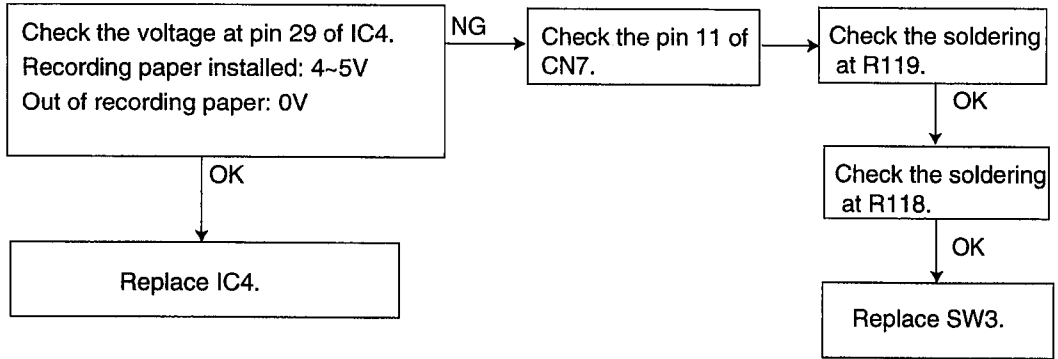 Check the voltage at pin 29 of IC4.
Recording paper installed: 4~5V
Out of recording paper: 0V
NG
Check the pin 11 of
CN7.
Check the soldering
at R119.
OK
OK
Check the soldering
at R118.
OK
Replace IC4.
Replace SW3.